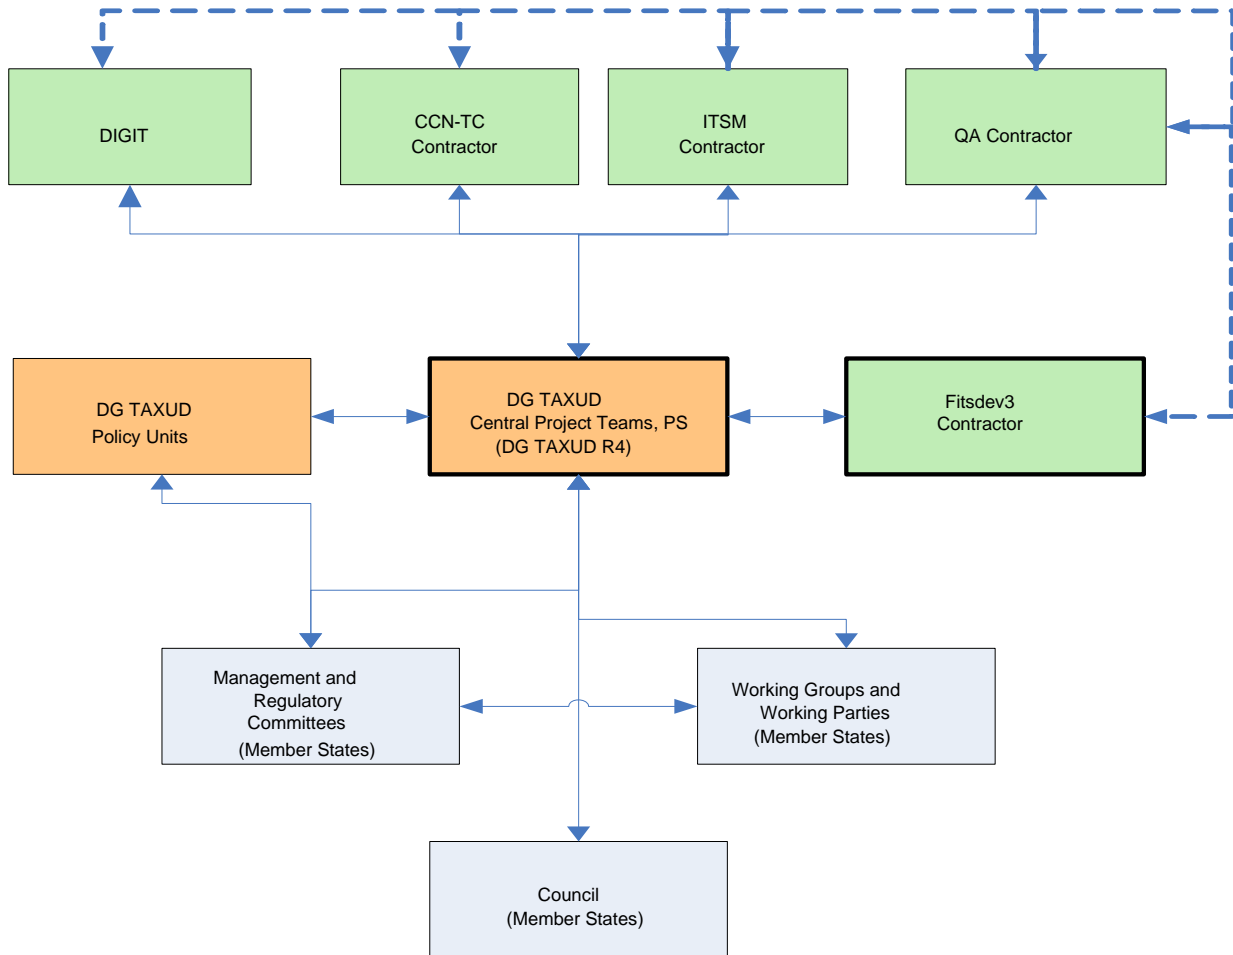 DIGIT
CCN-TC
Contractor
ITSM
Contractor
QA Contractor
DG TAXUD
Policy Units
DG TAXUD
Central Project Teams, PS
(DG TAXUD R4)
Fitsdev3
Contractor
Management and
Regulatory
Committees
(Member States)
Working Groups and
Working Parties
(Member States)
Council
(Member States)